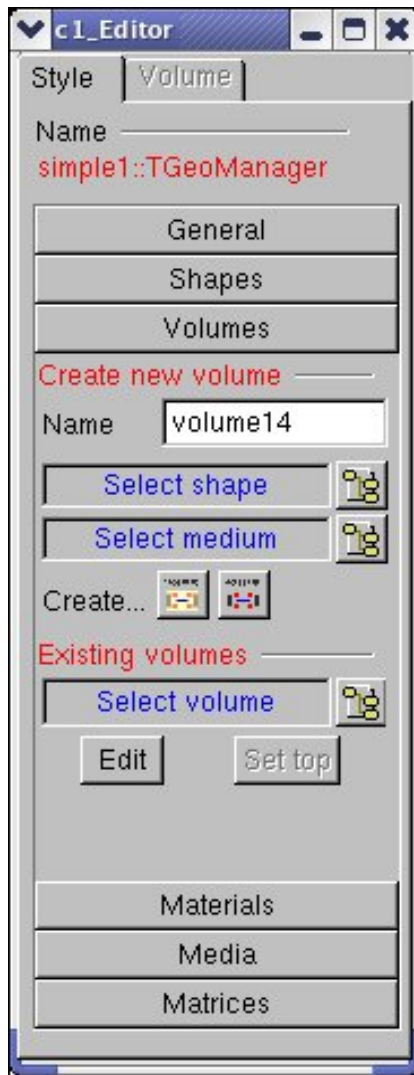 c1_Editor
Style Volume
Name
simple1::TGeoManager
General
Shapes
Volumes
Create new volume
Name volume14
Select shape
Select medium
Create...
Existing volumes
Select volume
Edit Set top
Materials
Media
Matrices